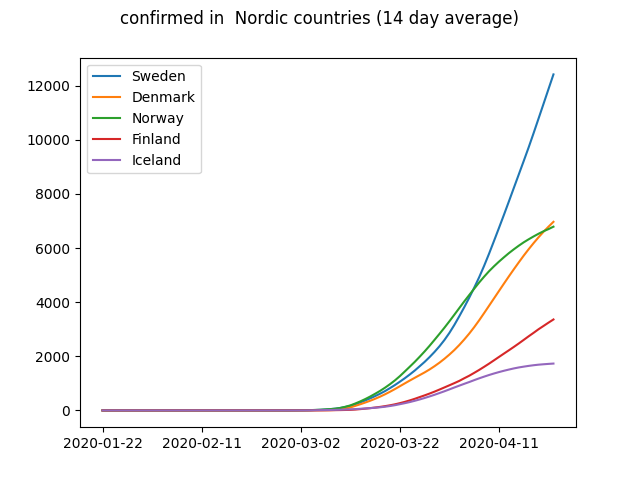 confirmed in  Nordic countries (14 day average)
12000
10000
8000
6000
4000
2000
0
Sweden
Denmark
Norway
Finland
Iceland
2020-01-22 2020-02-11 2020-03-02 2020-03-22 2020-04-11